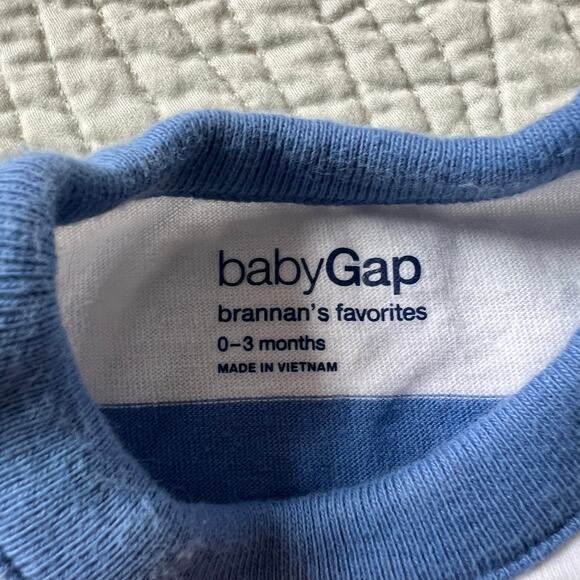 babyGap
brannan's favorites
0–3 months
MADE IN VIETNAM